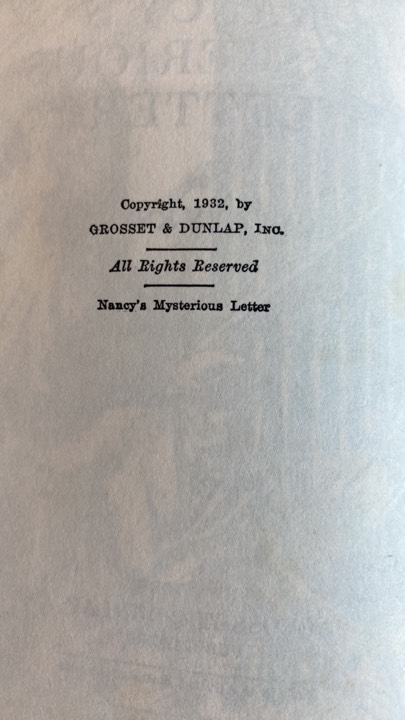 Copyright, 1932, by
GROSSET & DUNLAP, Inc.
All Rights Reserved
Nancy's Mysterious Letter